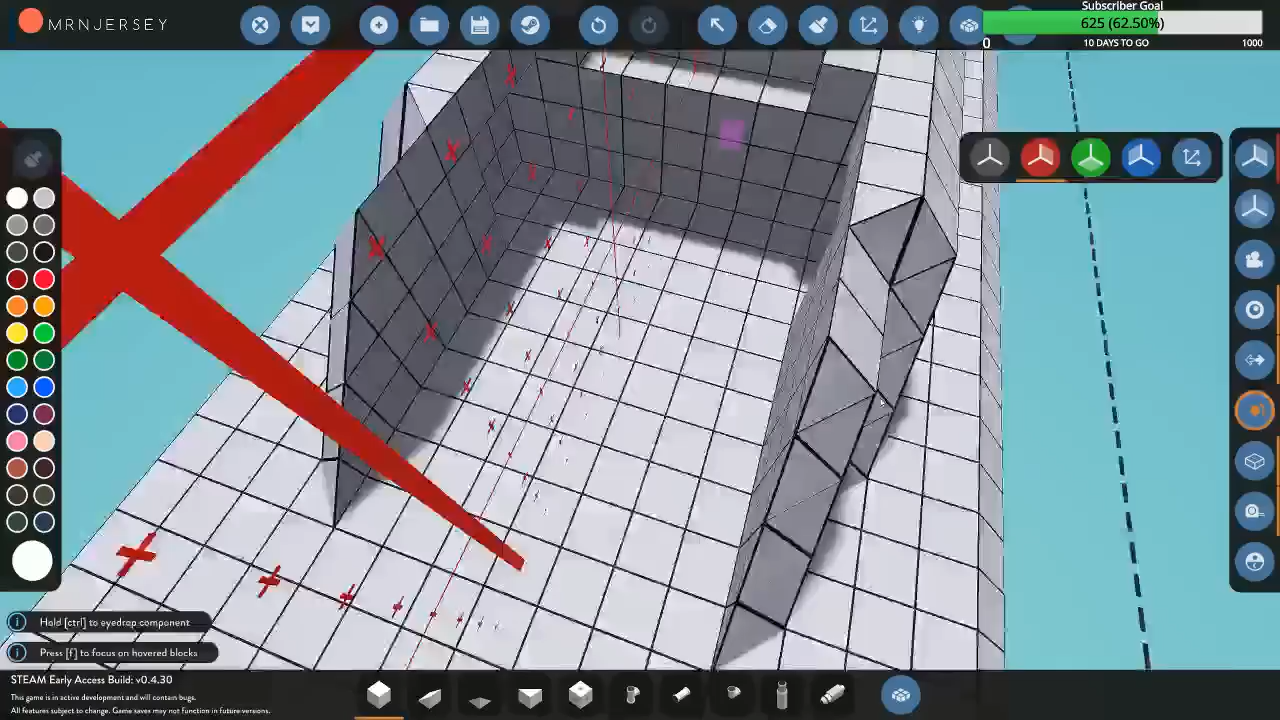 MRNJERSEY
Subscriber Goal
625 (62.50%)
0
10 DAYS TO GO
1000
Hold [ctrl] to eyedrop component
Press [f] to focus on hovered blocks
STEAM Early Access Build: v0.4.30
This game is in active development and will contain bugs.
All features subject to change. Game saves may not function in future versions.